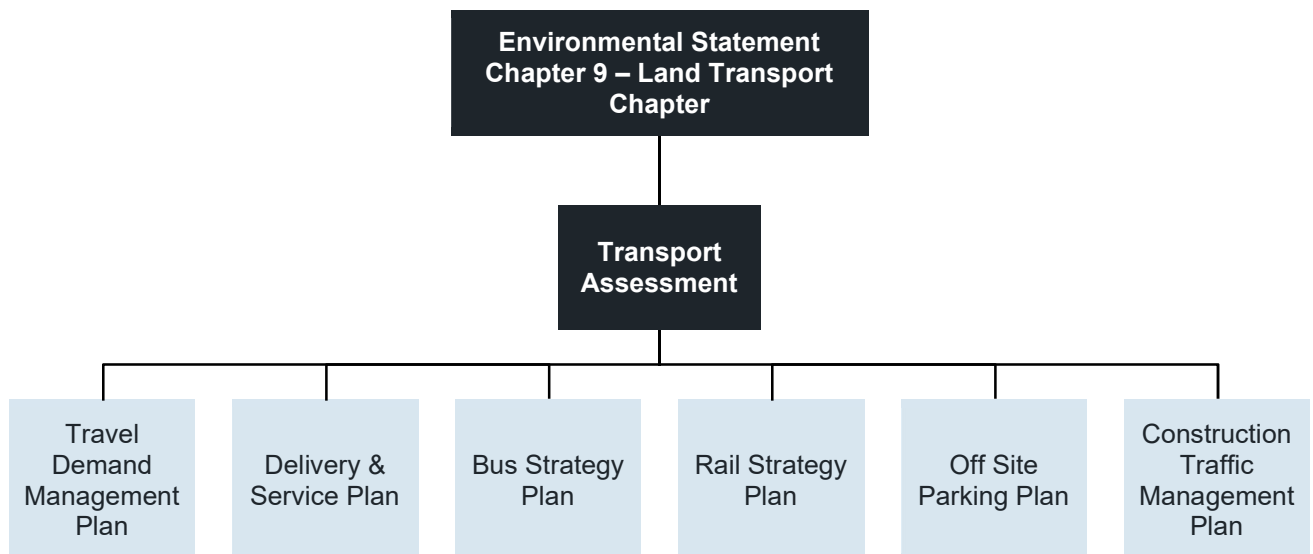 Environmental Statement
Chapter 9 – Land Transport
Chapter
Transport
Assessment
Travel
Demand
Management
Plan
Delivery &
Service Plan
Bus Strategy
Plan
Rail Strategy
Plan
Off Site
Parking Plan
Construction
Traffic
Management
Plan